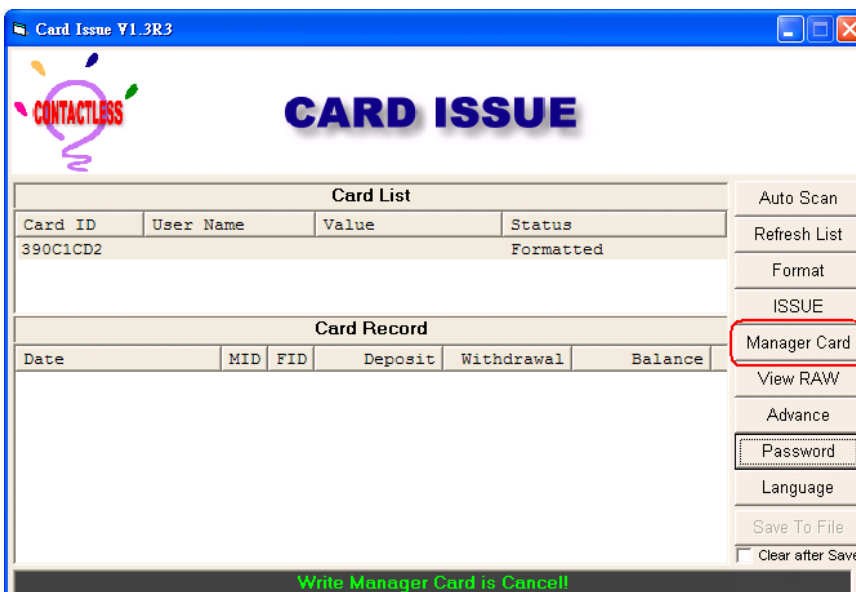 Card Issue V1.3R3
CONTACTLESS
CARD ISSUE
Card List
Card ID User Name Value Status
390C1CD2 Formatted
Card Record
Date MID FID Deposit Withdrawal Balance
Auto Scan
Refresh List
Format
ISSUE
Manager Card
View RAW
Advance
Password
Language
Save To File
Clear after Save
Write Manager Card is Cancel!